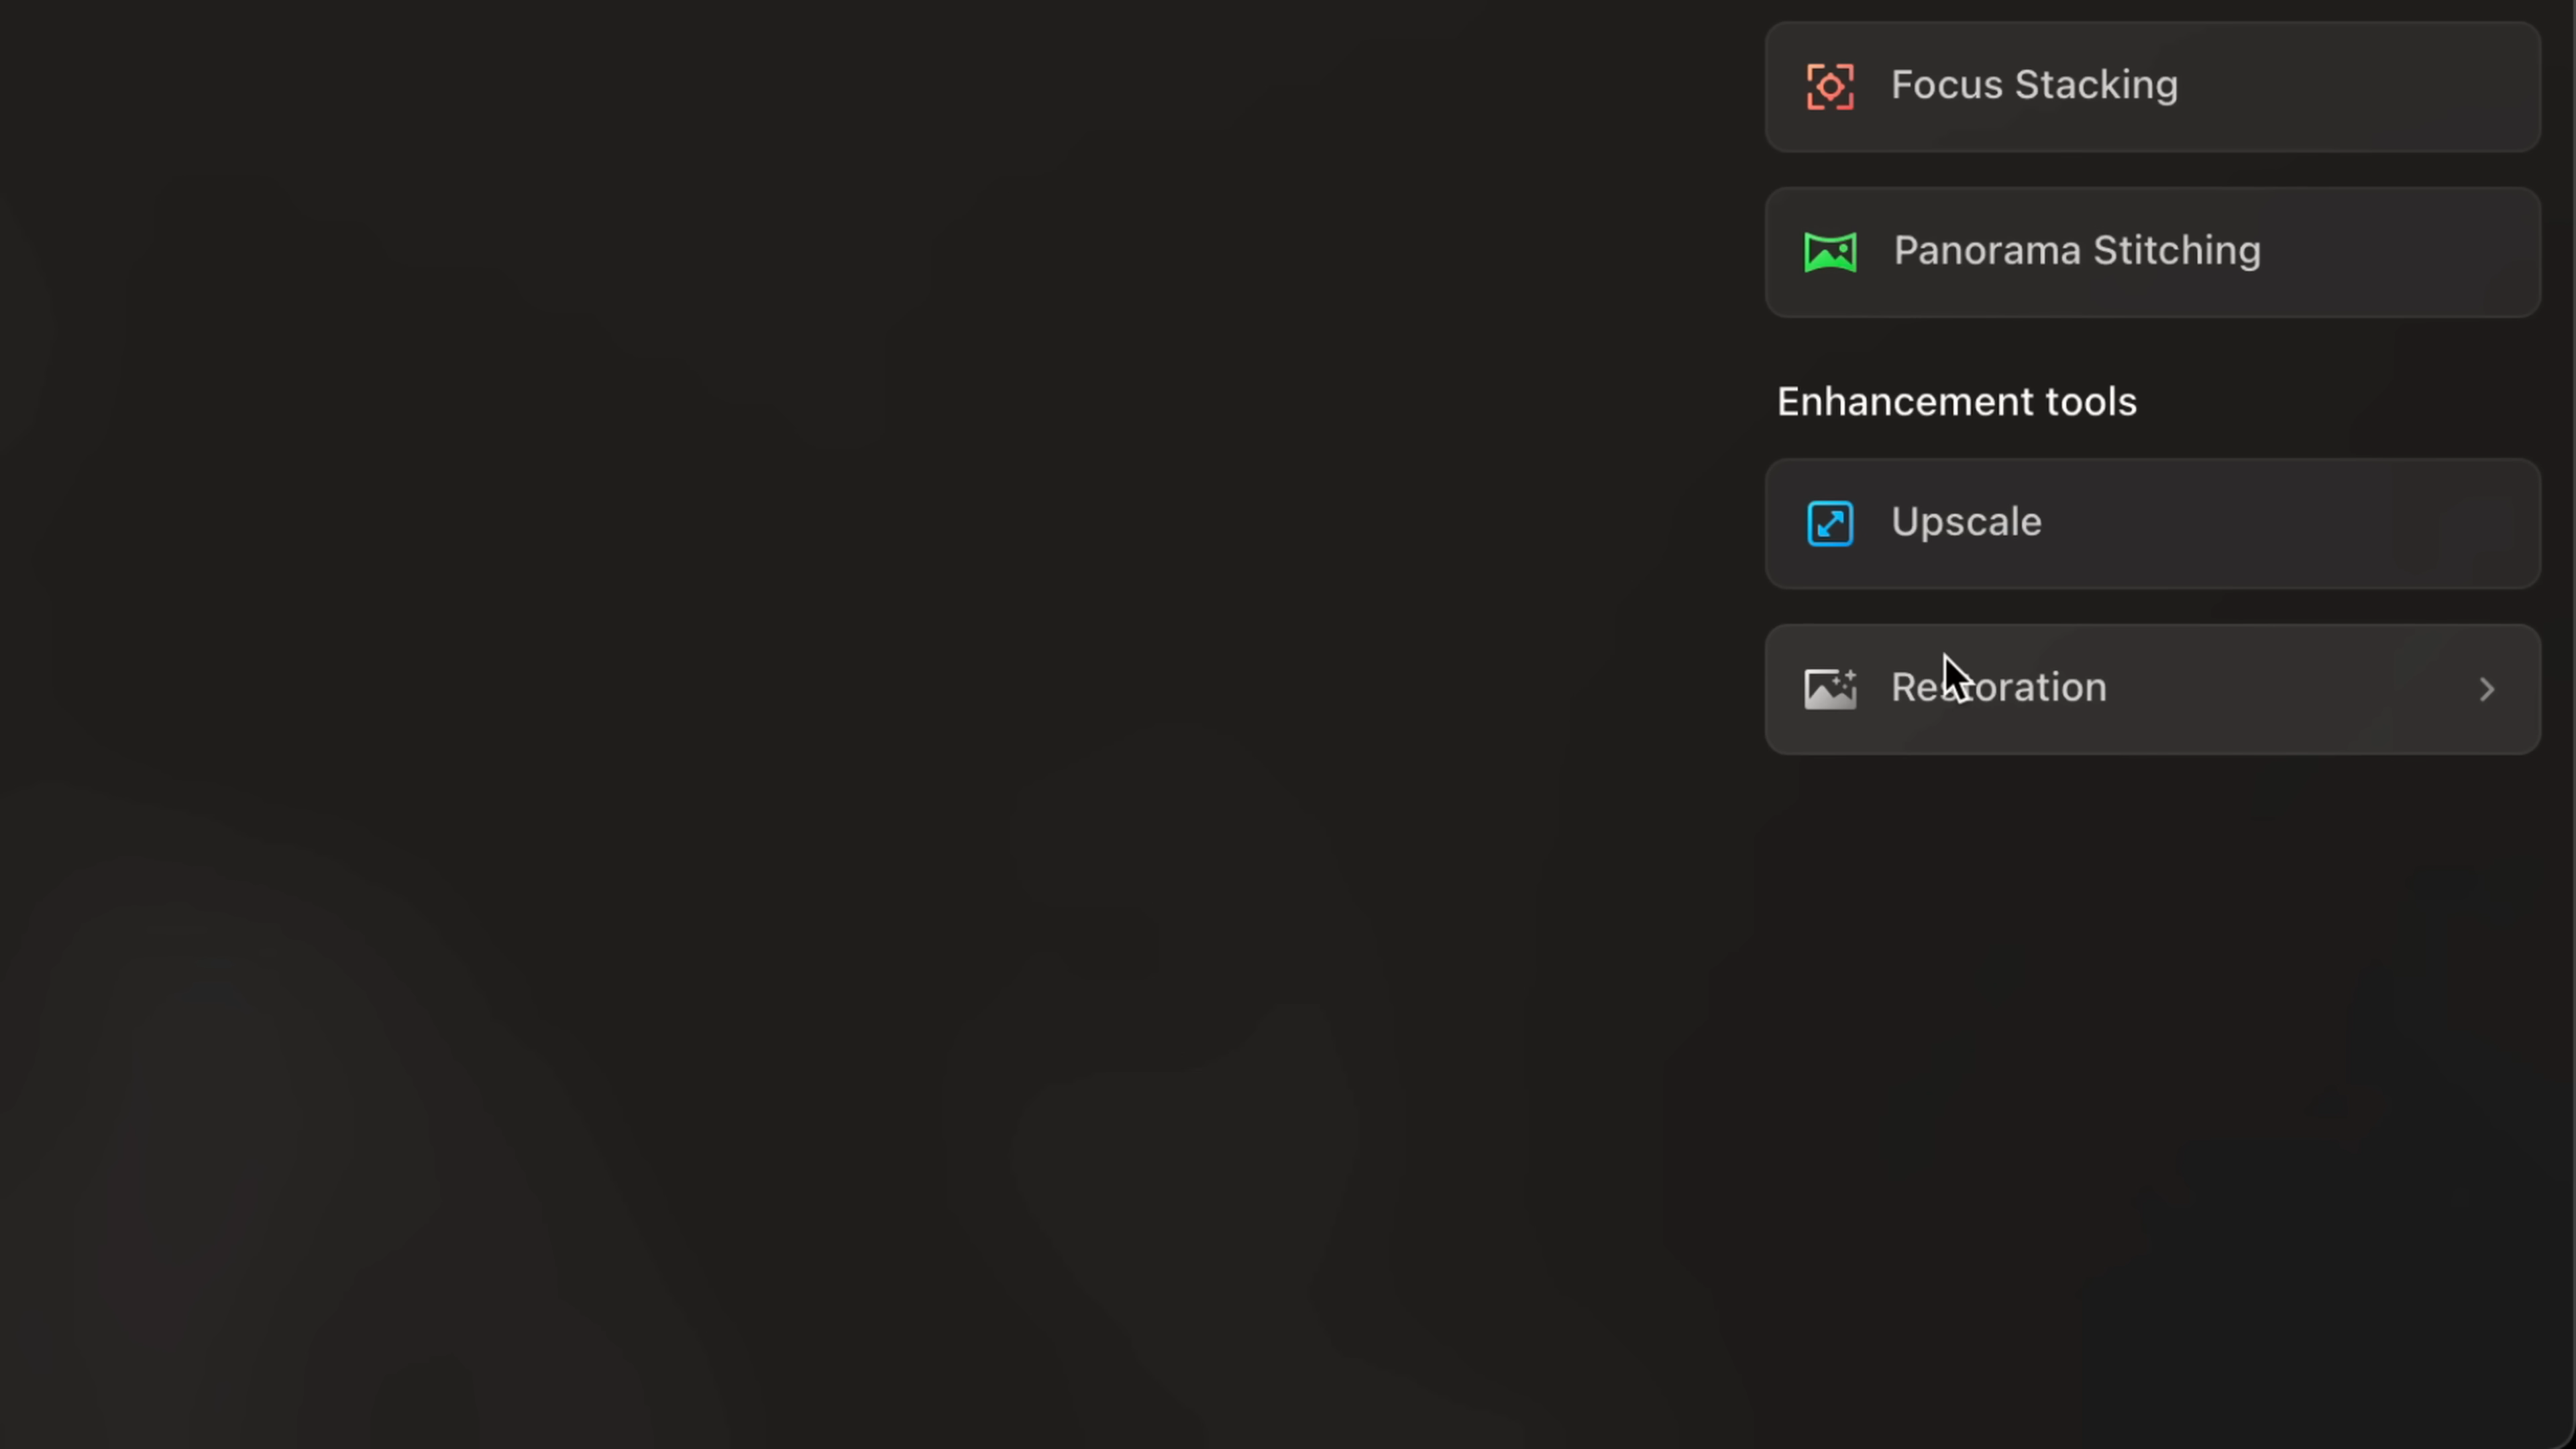 Focus Stacking
Panorama Stitching
Enhancement tools
Upscale
Restoration